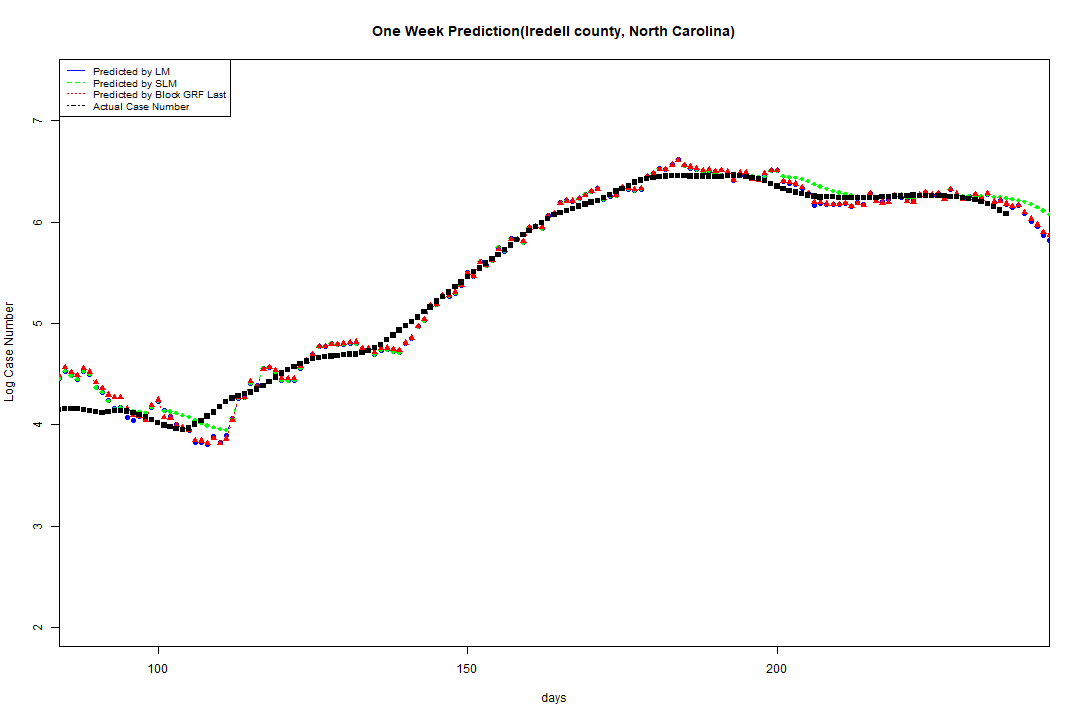 One Week Prediction(Iredell county, North Carolina)
Predicted by LM
Predicted by SLM
Predicted by Block GRF Last
Actual Case Number
7
6
5
4
3
2
Log Case Number
100
150
200
days